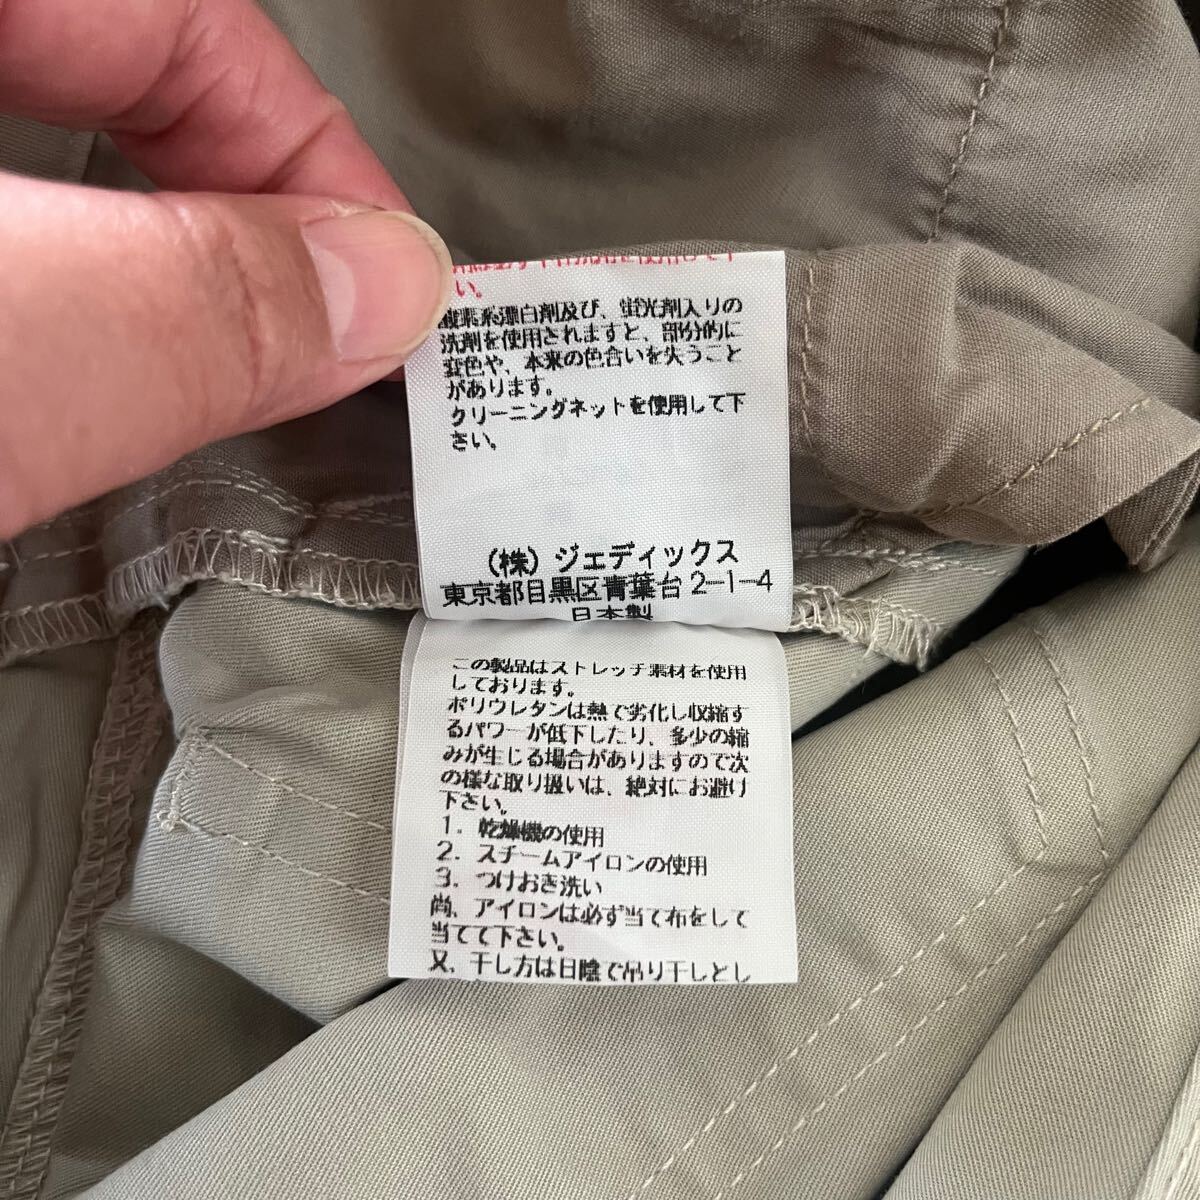 い。
酸素系漂白剤及び、蛍光剤入りの
洗剤を使用されますと、部分的に
変色や、本来の色合いを失うこと
があります。
クリーニングネットを使用して下
さい。
(株) ジェディックス
東京都目黒区青葉台2-1-4
日本製
この製品はストレッチ素材を使用
しております。
ポリウレタンは熱で劣化し収縮す
るパワーが低下したり、多少の縮
みが生じる場合がありますので次
の様な取り扱いは、絶対にお避け
下さい。
1. 乾燥機の使用
2. スチームアイロンの使用
3. つけおき洗い
尚、アイロンは必ず当て布をして
当てて下さい。
又、干し方は日陰で吊り干しとし